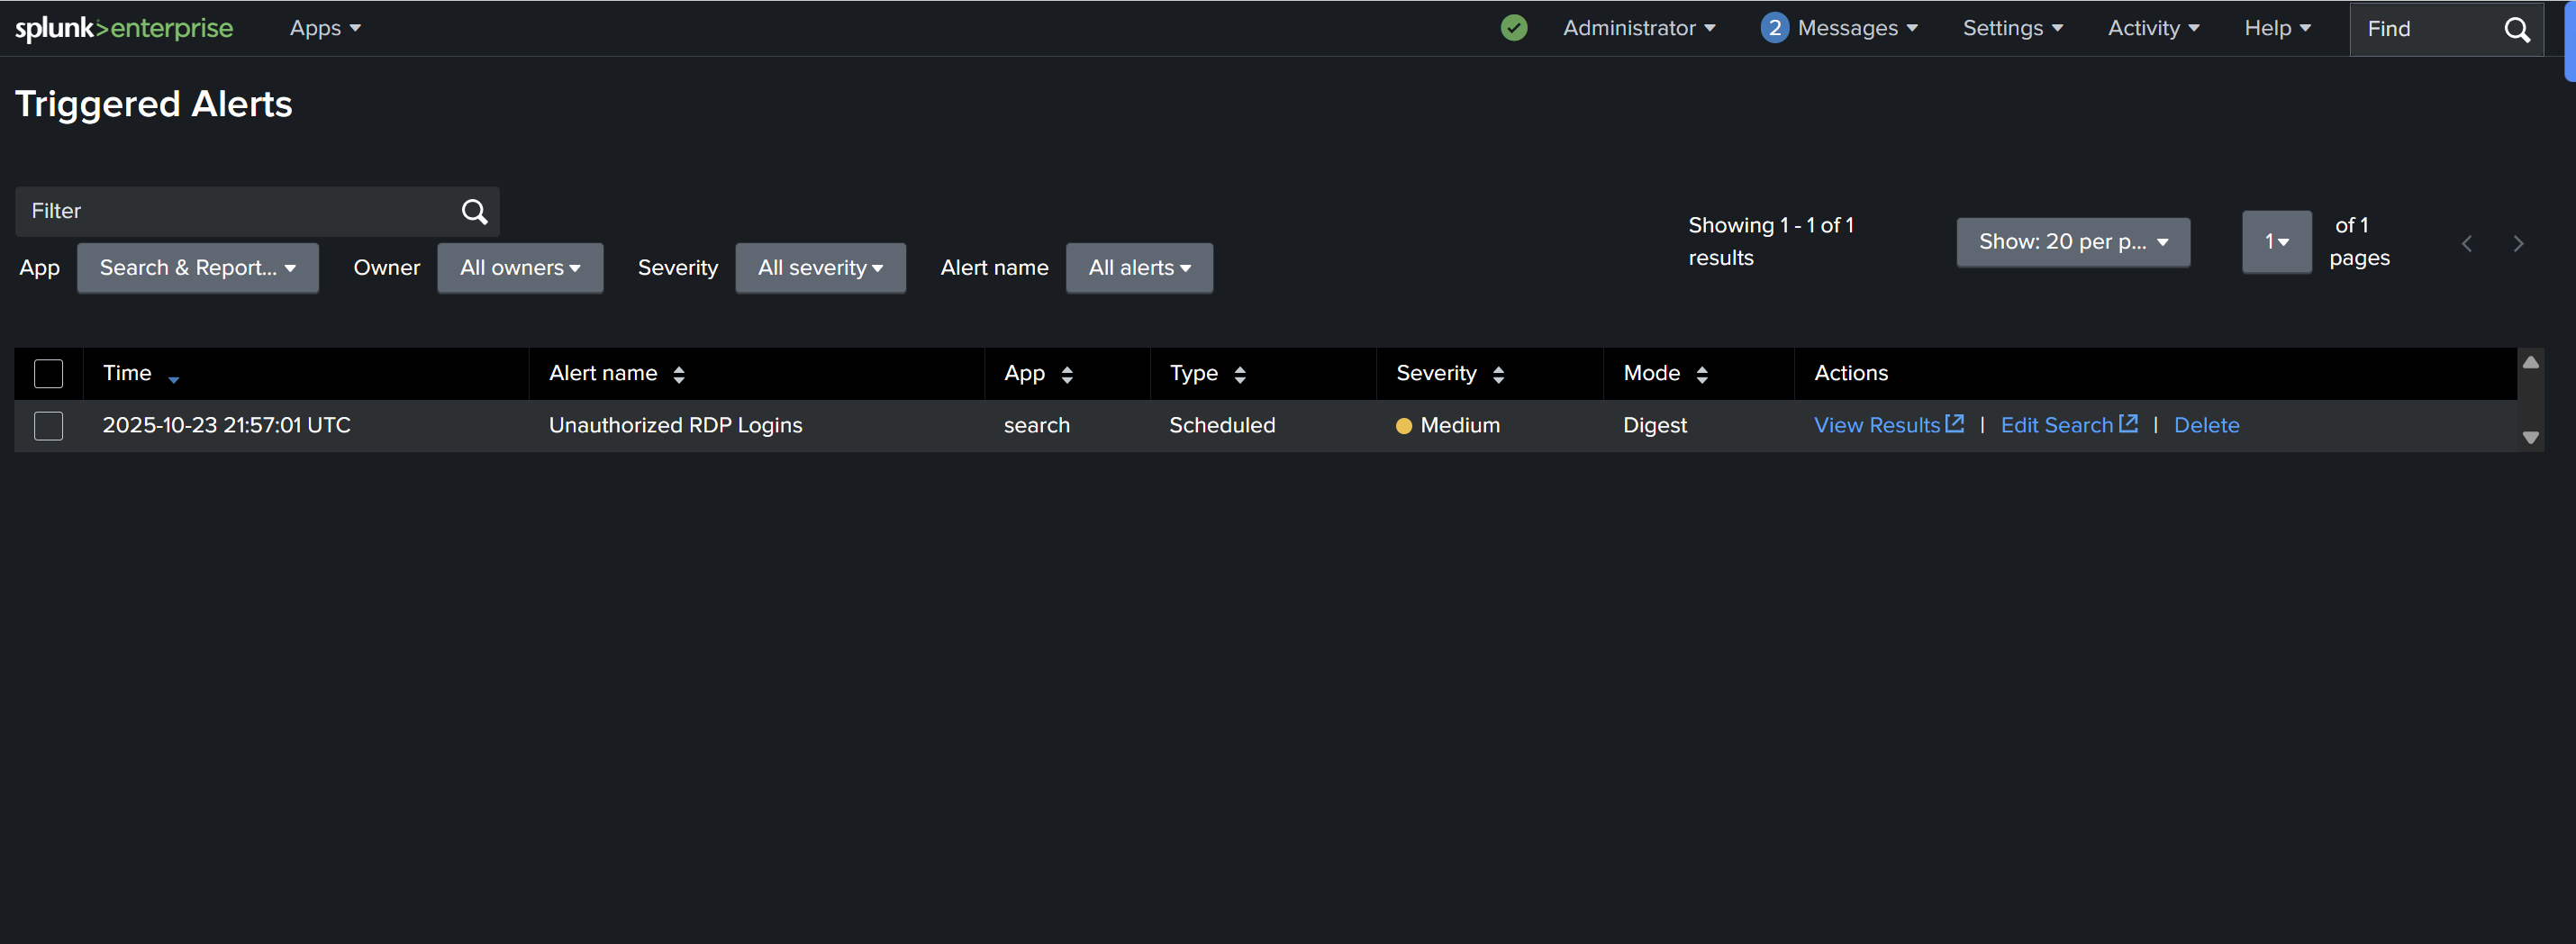 splunk>enterprise Apps Administrator 2 Messages Settings Activity Help Find
Triggered Alerts
Filter
Showing 1 - 1 of 1
results
Show: 20 per p... 1 of 1
pages
App Search & Report... Owner All owners Severity All severity Alert name All alerts
Time Alert name App Type Severity Mode Actions
2025-10-23 21:57:01 UTC Unauthorized RDP Logins search Scheduled Medium Digest View Results | Edit Search | Delete